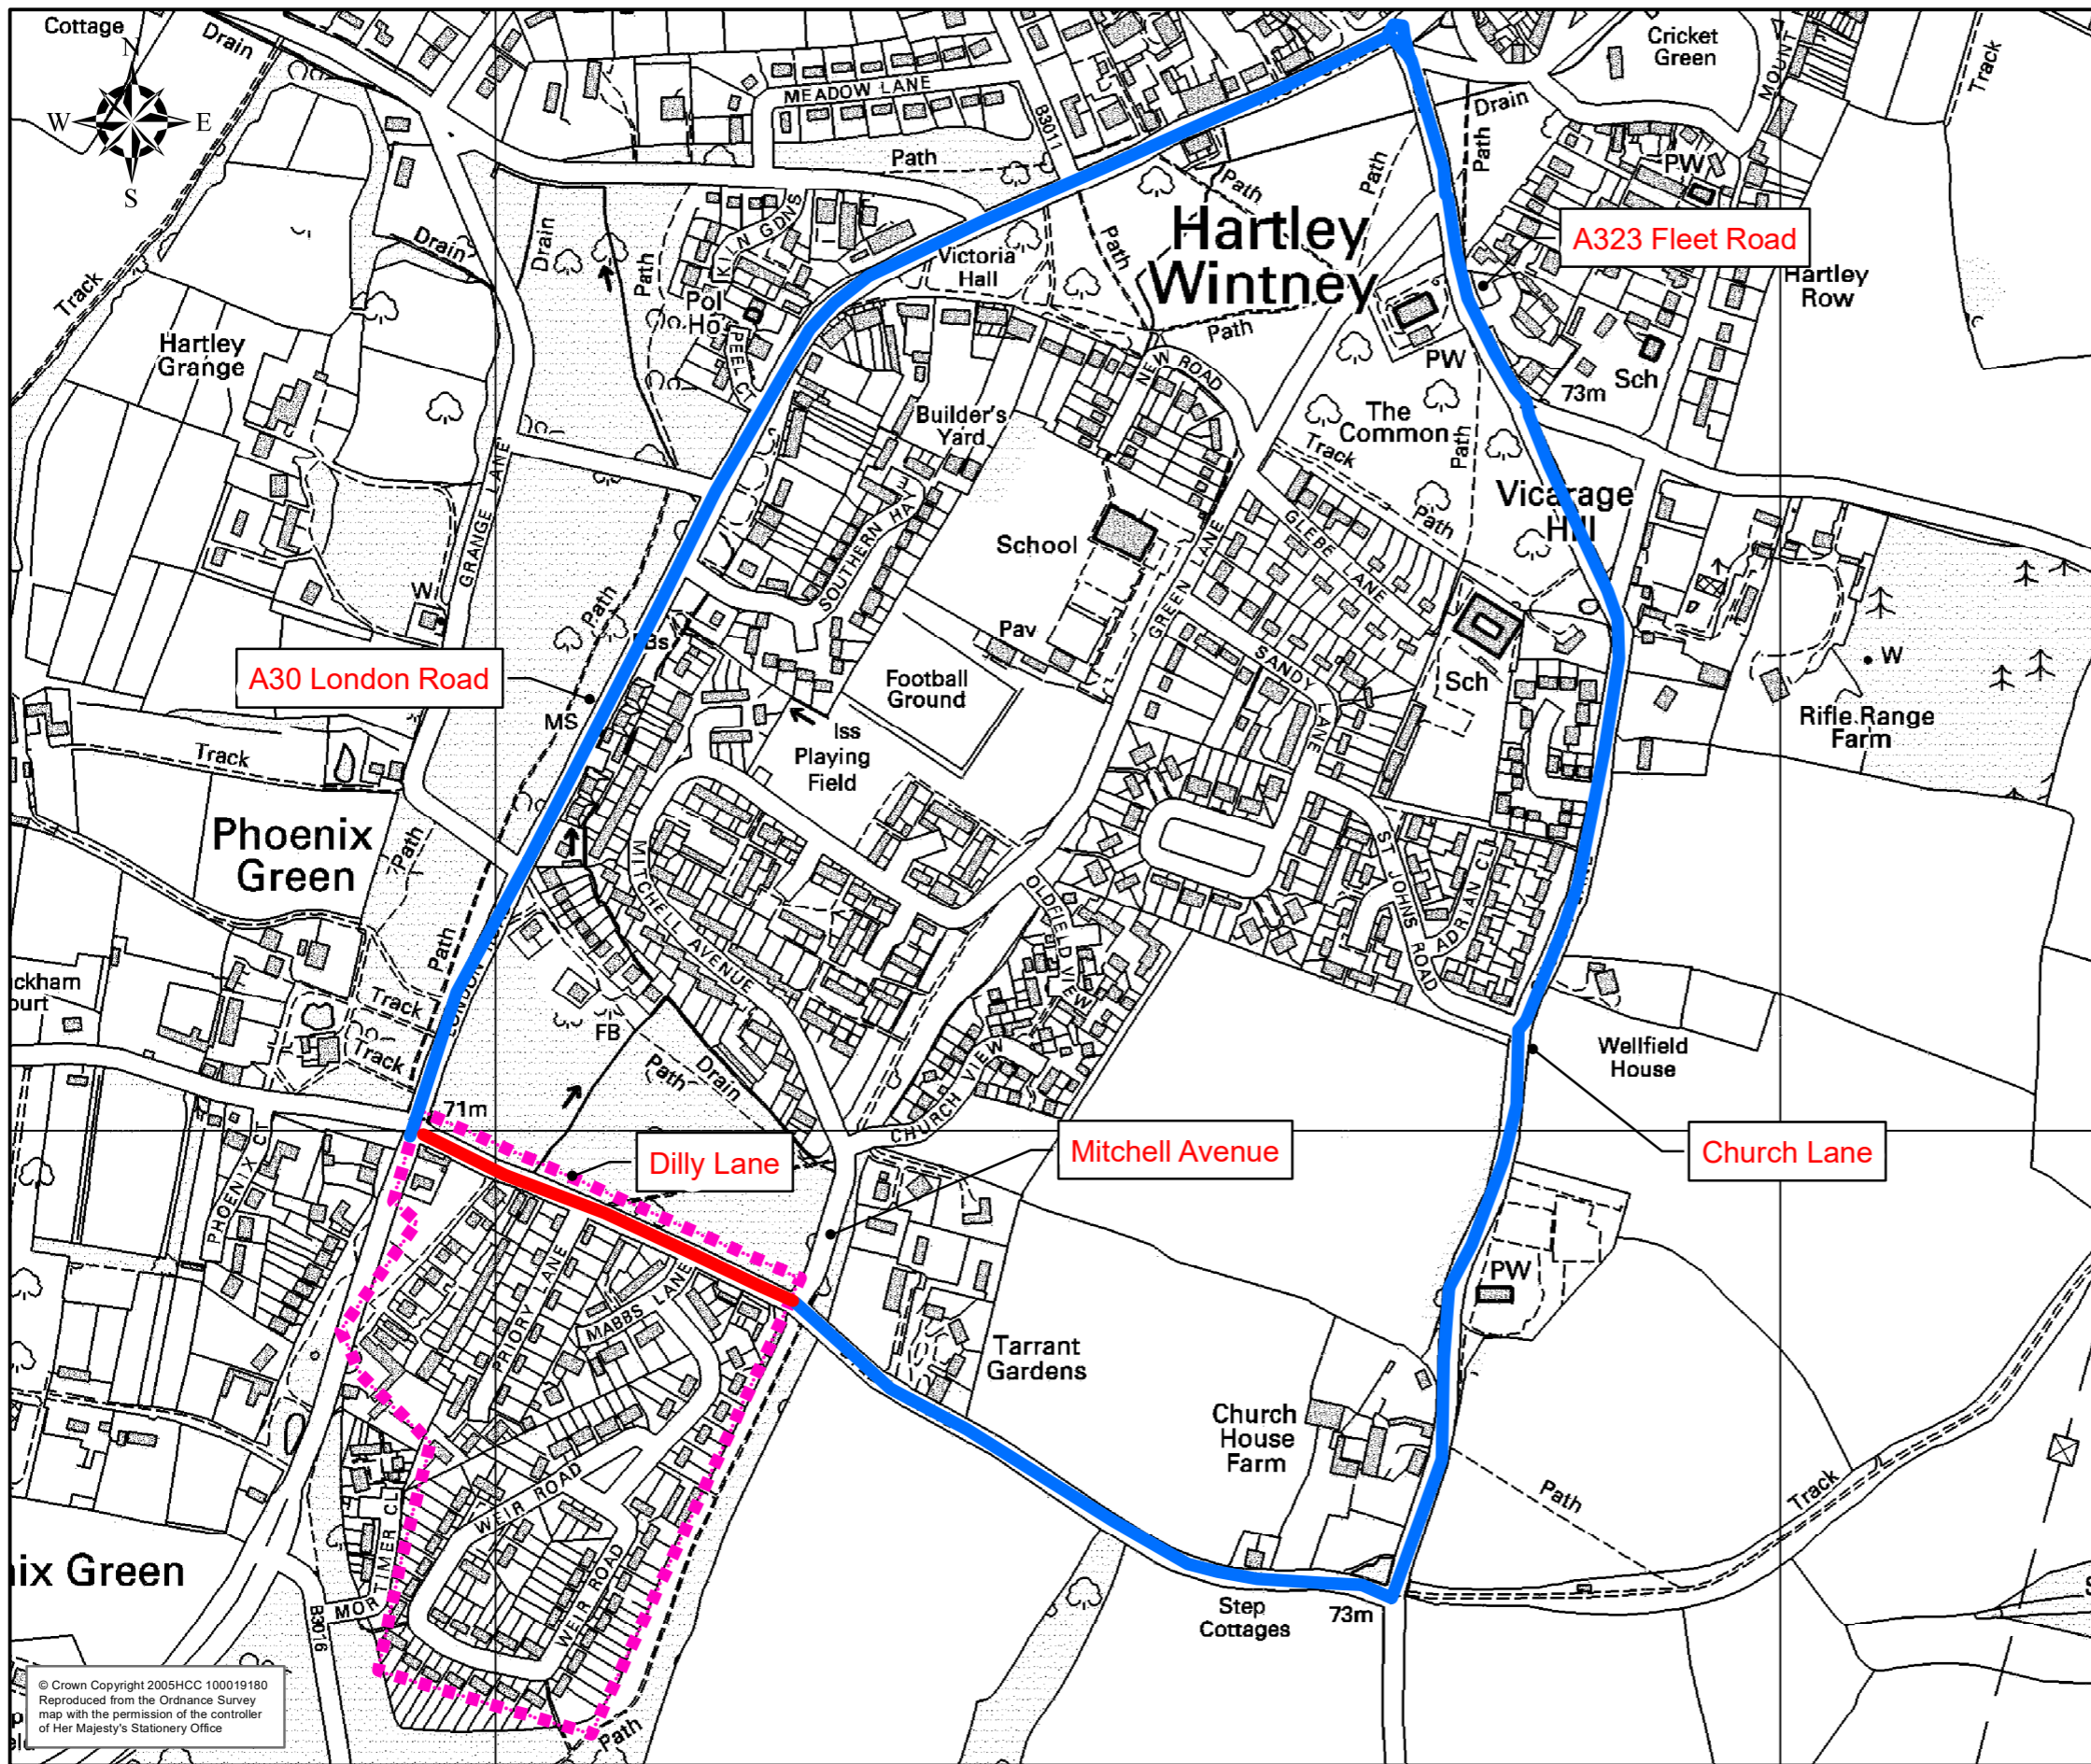 Cottage
Drain
N
W
E
S
MEADOW LANE
B3011
Path
Cricket
Green
MOUNT
Track
Drain
Path
Path
Path
PW
Hartley
Wintney
A323 Fleet Road
Hartley
Row
Drain
Drain
Path
KILN GDNS
Victoria
Hall
Path
Path
Track
Pol
Ho
PEEL CT
Hartley
Grange
NEW ROAD
PW
73m
Sch
Builder's
Yard
The
Common
Track
Path
Path
Vicarage
Hill
GRANGE LANE
SOUTHERN HA
School
GLEBE LANE
GREEN LANE
W
Path
Pav
SANDY LANE
Sch
W
A30 London Road
MS
Football
Ground
Iss
Playing
Field
Rifle Range
Farm
Track
Phoenix
Green
Path
MITCHELL AVENUE
ST JOHNS ROAD
ADRIAN CL
OLDFIELD VIEW
Path
Track
Track
FB
Path
Drain
CHURCH VIEW
Wellfield
House
71m
Dilly Lane
Mitchell Avenue
Church Lane
PHOENIX CT
PRIORY LANE
MABBS LANE
PW
Tarrant
Gardens
Church
House
Farm
Path
Track
WEIR ROAD
WEIR ROAD
MORTIMER CL
B3016
ix Green
Step
Cottages
73m
Path
© Crown Copyright 2005HCC 100019180
Reproduced from the Ordnance Survey
map with the permission of the controller
of Her Majesty's Stationery Office